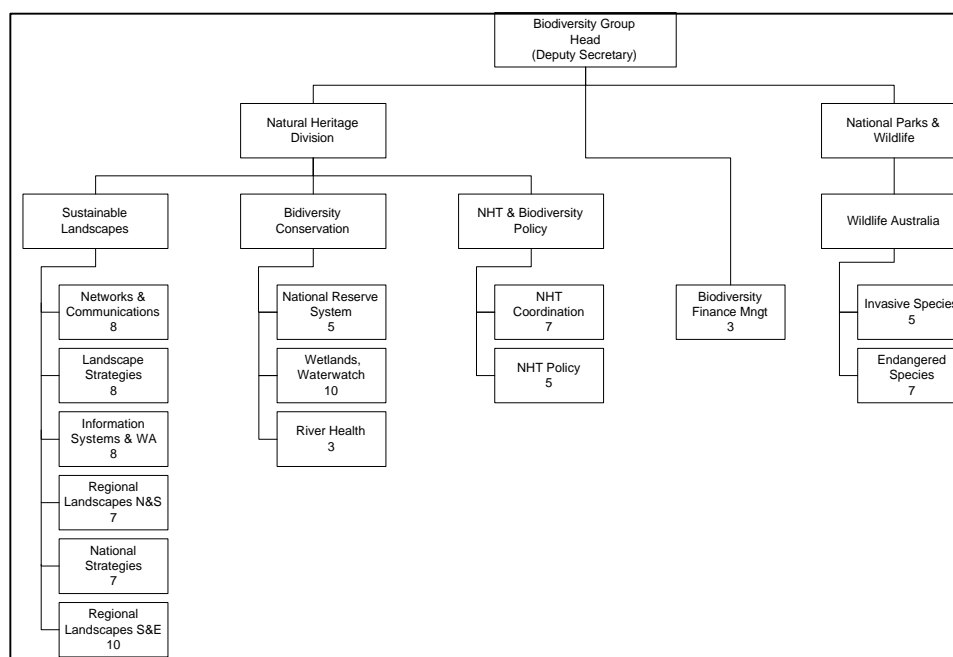 Biodiversity Group
Head
(Deputy Secretary)
Natural Heritage
Division
National Parks &
Wildlife
Sustainable
Landscapes
Bidiversity
Conservation
NHT & Biodiversity
Policy
Wildlife Australia
Networks &
Communications
8
Landscape
Strategies
8
Information
Systems & WA
8
Regional
Landscapes N&S
7
National
Strategies
7
Regional
Landscapes S&E
10
National Reserve
System
5
Wetlands,
Waterwatch
10
River Health
3
NHT
Coordination
7
NHT Policy
5
Biodiversity
Finance Mngt
3
Invasive Species
5
Endangered
Species
7